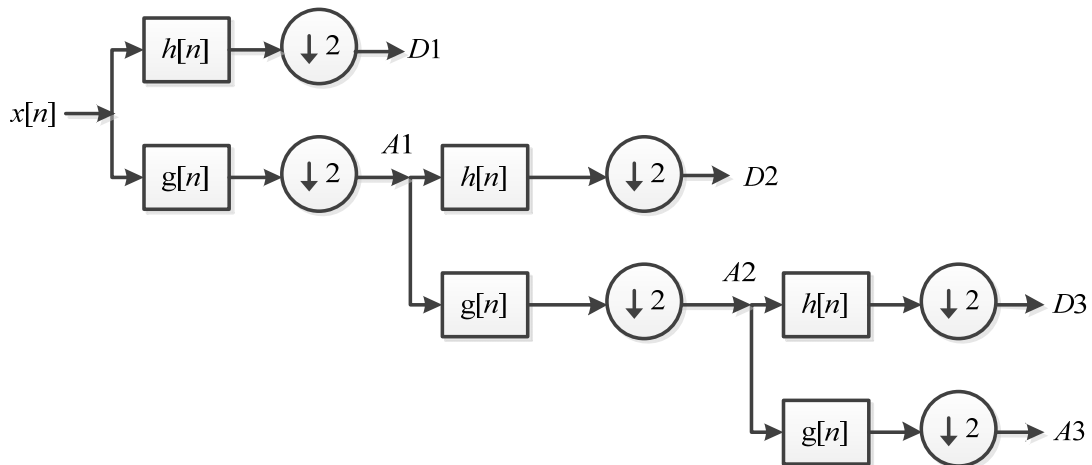 h[n] ↓ 2 D1
x[n]
g[n] ↓ 2 A1 h[n] ↓ 2 D2
g[n] ↓ 2 A2 h[n] ↓ 2 D3
g[n] ↓ 2 A3